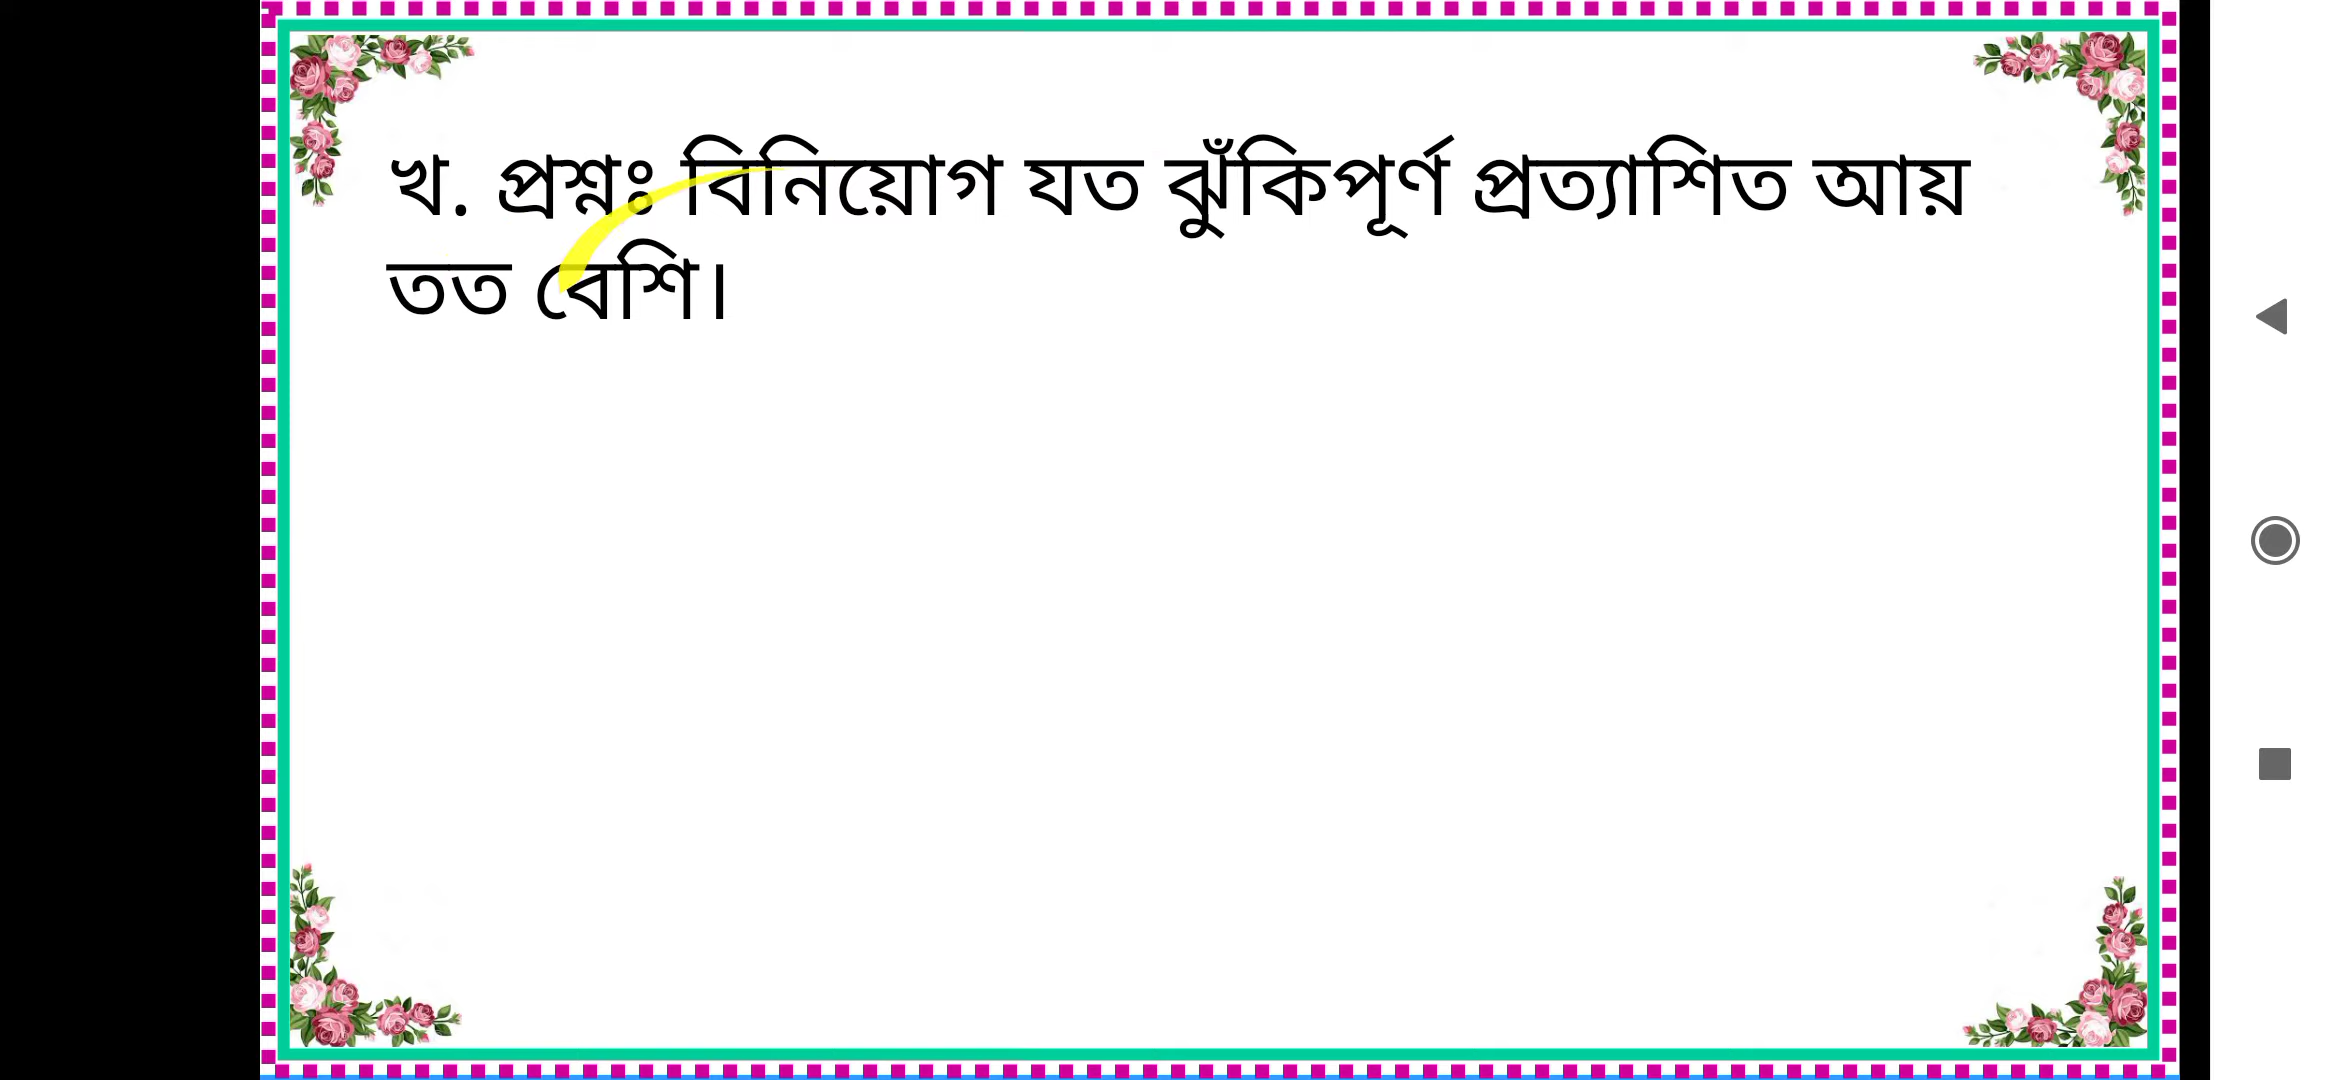 খ. প্রশ্নঃ বিনিয়োগ যত ঝুঁকিপূর্ণ প্রত্যাশিত আয়
তত বেশি।